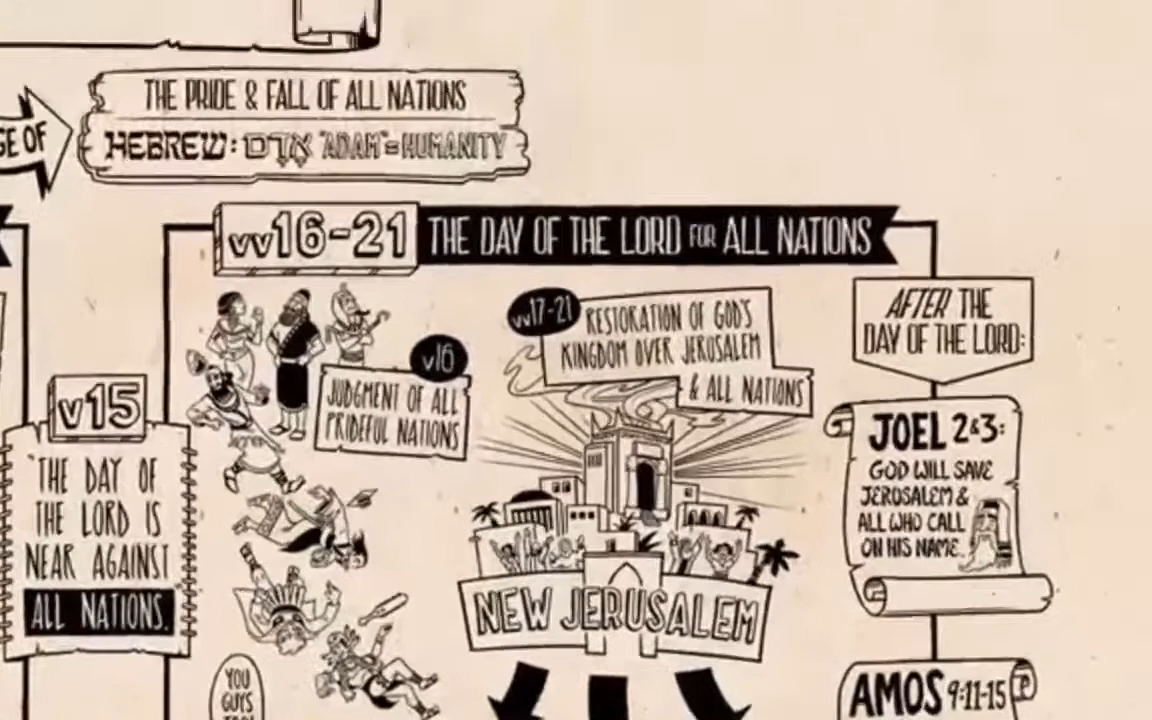 THE PRIDE & FALL OF ALL NATIONS
GE OF
HEBREW: אָדָם "ADAM" = HUMANITY
vv16-21 THE DAY OF THE LORD FOR ALL NATIONS
v16
JUDGMENT OF ALL
PRIDEFUL NATIONS
vv17-21
RESTORATION OF GOD'S
KINGDOM OVER JERUSALEM
& ALL NATIONS
AFTER THE
DAY OF THE LORD:
v15
"THE DAY OF
THE LORD IS
NEAR AGAINST
ALL NATIONS.
JOEL 2&3:
GOD WILL SAVE
JERUSALEM &
ALL WHO CALL
ON HIS NAME.
NEW JERUSALEM
YOU
GUYS
AMOS 9:11-15